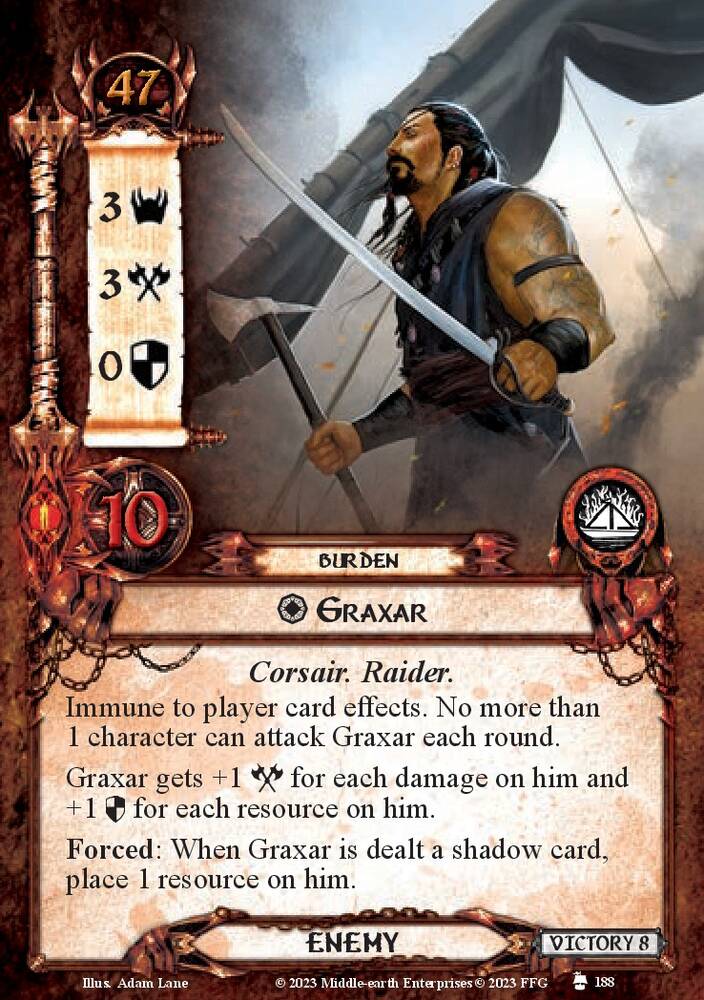 47
3
3
0
10
BURDEN
GRAXAR
Corsair. Raider.
Immune to player card effects. No more than
1 character can attack Graxar each round.
Graxar gets +1 for each damage on him and
+1 for each resource on him.
Forced: When Graxar is dealt a shadow card,
place 1 resource on him.
ENEMY
VICTORY 8
Illus. Adam Lane © 2023 Middle-earth Enterprises © 2023 FFG 188